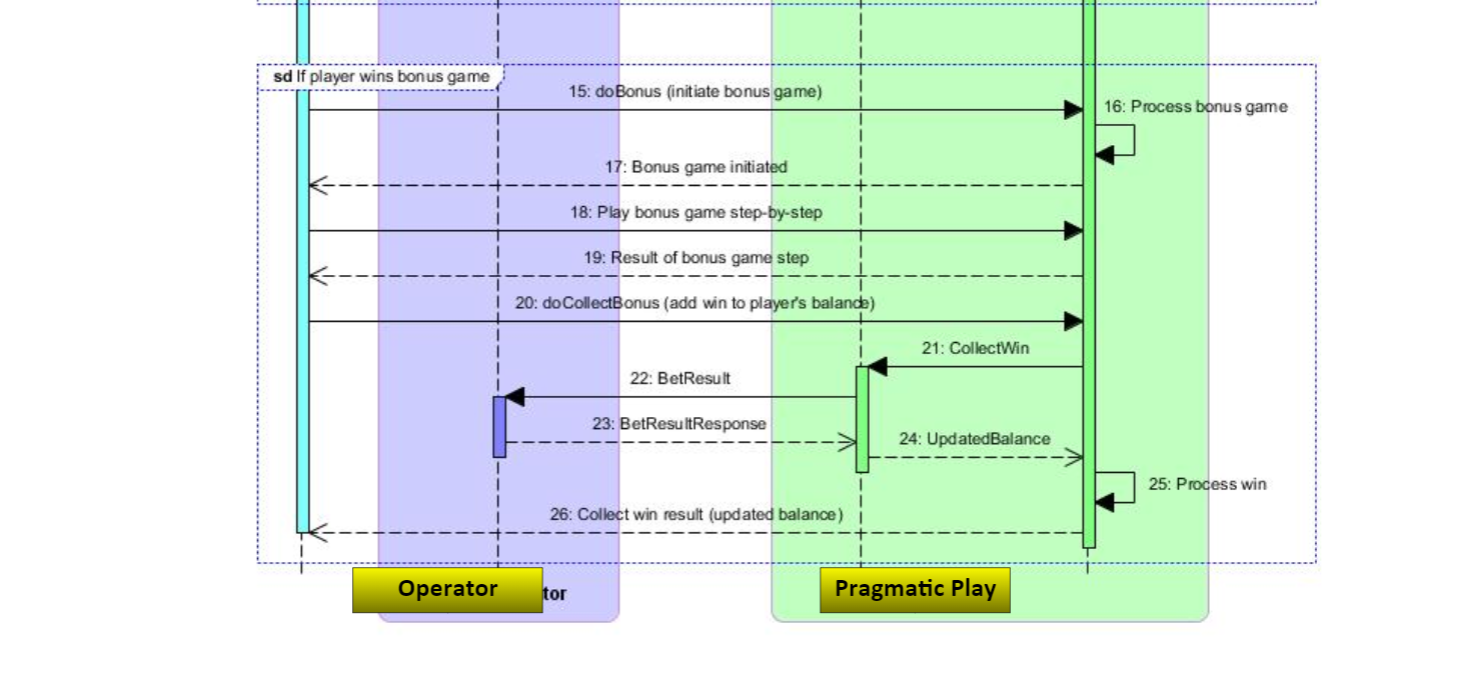 sd If player wins bonus game
15: doBonus (initiate bonus game)
16: Process bonus game
17: Bonus game initiated
18: Play bonus game step-by-step
19: Result of bonus game step
20: doCollectBonus (add win to player's balance)
21: CollectWin
22: BetResult
23: BetResultResponse
24: UpdatedBalance
25: Process win
26: Collect win result (updated balance)
Operator
tor
Pragmatic Play